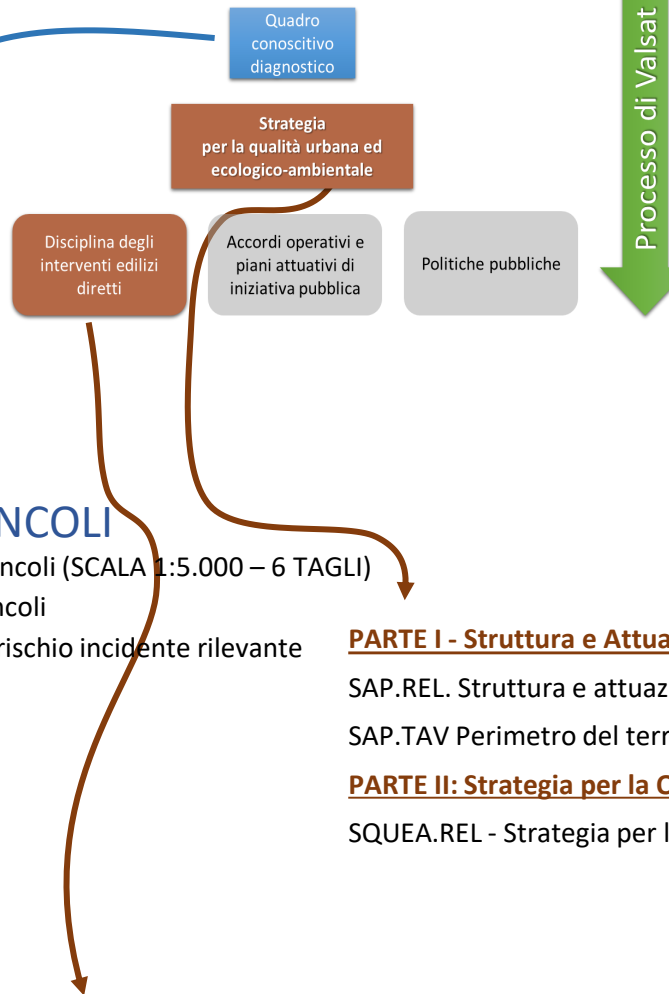 Quadro
conoscitivo
diagnostico
Processo di Valsat
Strategia
per la qualità urbana ed
ecologico-ambientale
Disciplina degli
interventi edilizi
diretti
Accordi operativi e
piani attuativi di
iniziativa pubblica
Politiche pubbliche
NCOLI
ncoli (SCALA 1:5.000 – 6 TAGLI)
ncoli
rischio incidente rilevante
PARTE I - Struttura e Attua
SAP.REL. Struttura e attuaz
SAP.TAV Perimetro del terr
PARTE II: Strategia per la
SQUEA.REL - Strategia per l